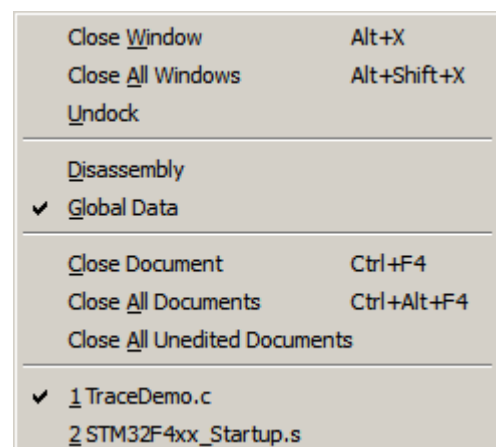 Close Window Alt+X
Close All Windows Alt+Shift+X
Undock
Disassembly
✓ Global Data
Close Document Ctrl+F4
Close All Documents Ctrl+Alt+F4
Close All Unedited Documents
✓ 1 TraceDemo.c
2 STM32F4xx_Startup.s